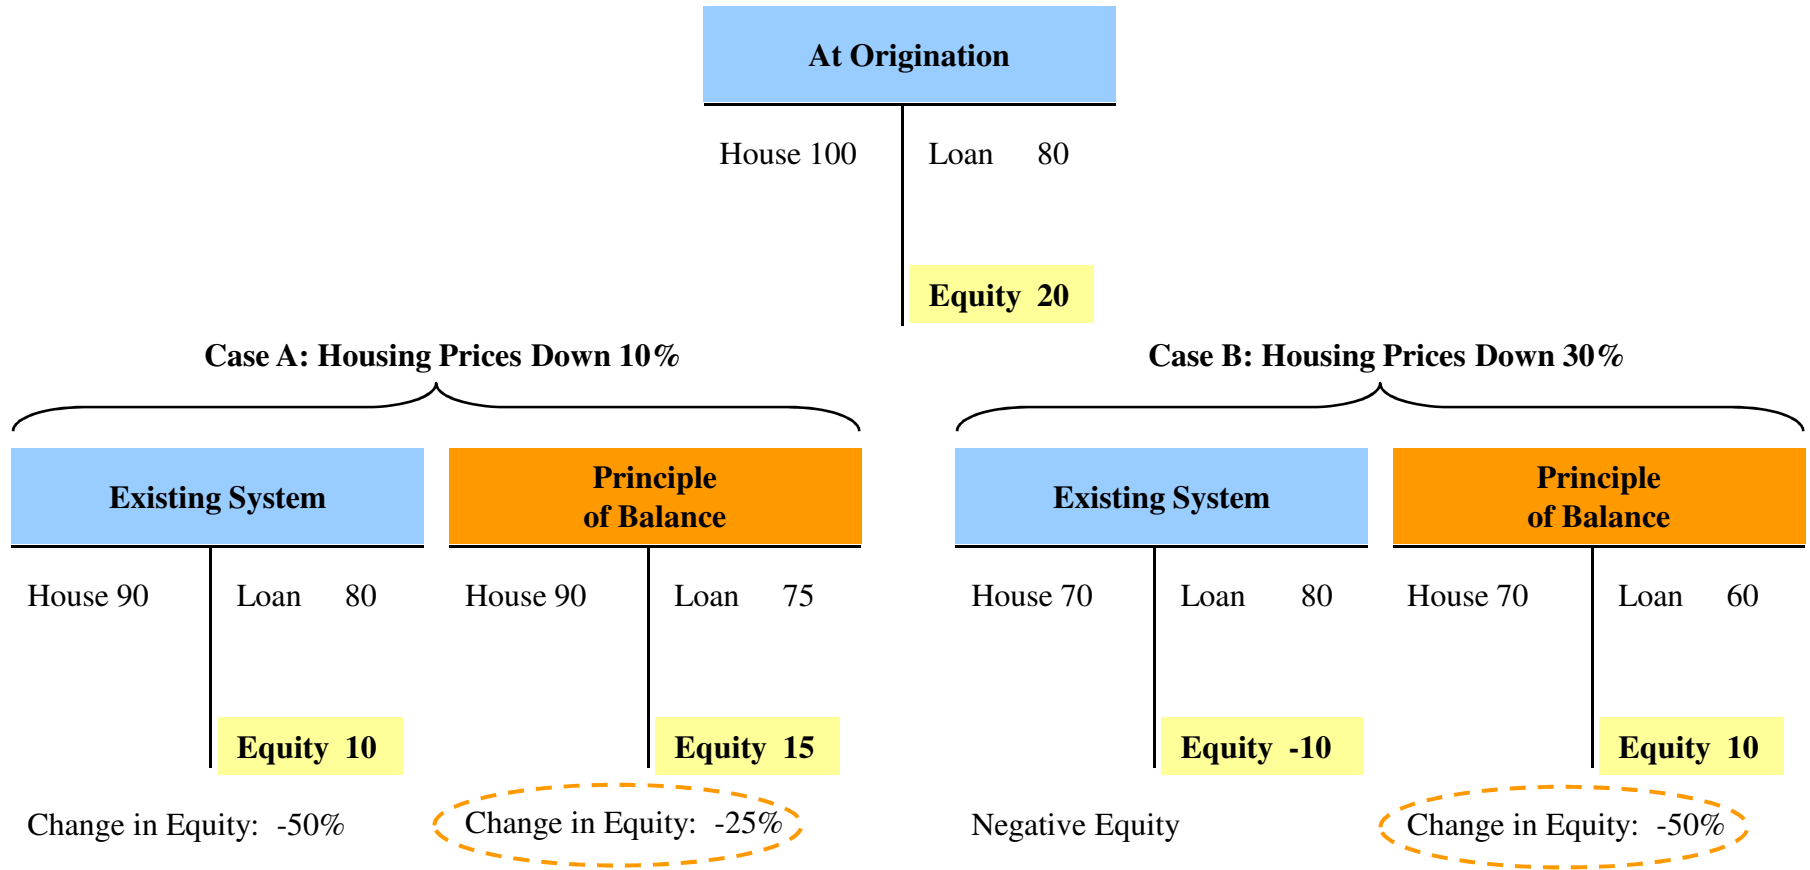 At Origination
House 100 Loan 80
Equity 20
Case A: Housing Prices Down 10%
Case B: Housing Prices Down 30%
Existing System
Principle
of Balance
Existing System
Principle
of Balance
House 90 Loan 80
House 90 Loan 75
House 70 Loan 80
House 70 Loan 60
Equity 10
Equity 15
Equity -10
Equity 10
Change in Equity: -50%
Change in Equity: -25%
Negative Equity
Change in Equity: -50%